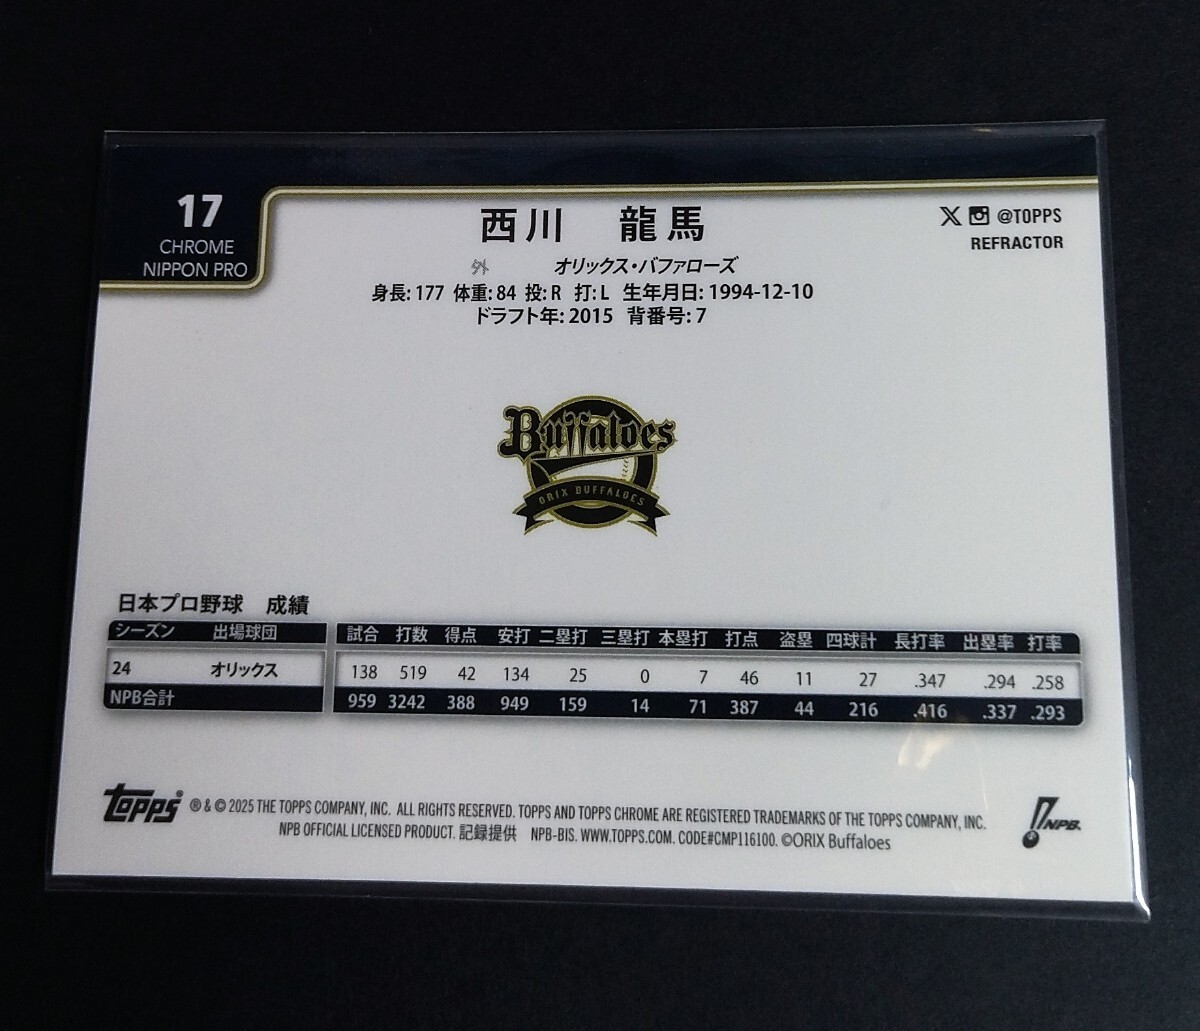 17
CHROME
NIPPON PRO
西川 龍馬
@TOPPS
REFRACTOR
外 オリックス・バファローズ
身長: 177 体重: 84 投: R 打: L 生年月日: 1994-12-10
ドラフト年: 2015 背番号: 7
Buffaloes
ORIX BUFFALOES
日本プロ野球 成績
シーズン 出場球団 試合 打数 得点 安打 二塁打 三塁打 本塁打 打点 盗塁 四球計 長打率 出塁率 打率
24 オリックス 138 519 42 134 25 0 7 46 11 27 .347 .294 .258
NPB合計 959 3242 388 949 159 14 71 387 44 216 .416 .337 .293
topps ® & © 2025 THE TOPPS COMPANY, INC. ALL RIGHTS RESERVED. TOPPS AND TOPPS CHROME ARE REGISTERED TRADEMARKS OF THE TOPPS COMPANY, INC.
NPB OFFICIAL LICENSED PRODUCT. 記録提供 NPB-BIS. WWW.TOPPS.COM. CODE#CMP116100. ©ORIX Buffaloes
NPB.